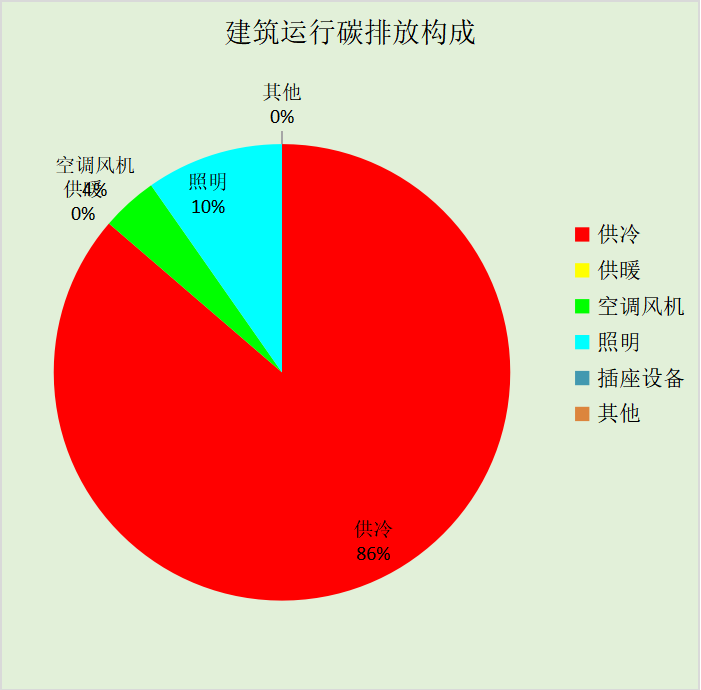 建筑运行碳排放构成
其他
0%
空调风机
4%
供暖
0%
照明
10%
供冷
86%
供冷
供暖
空调风机
照明
插座设备
其他